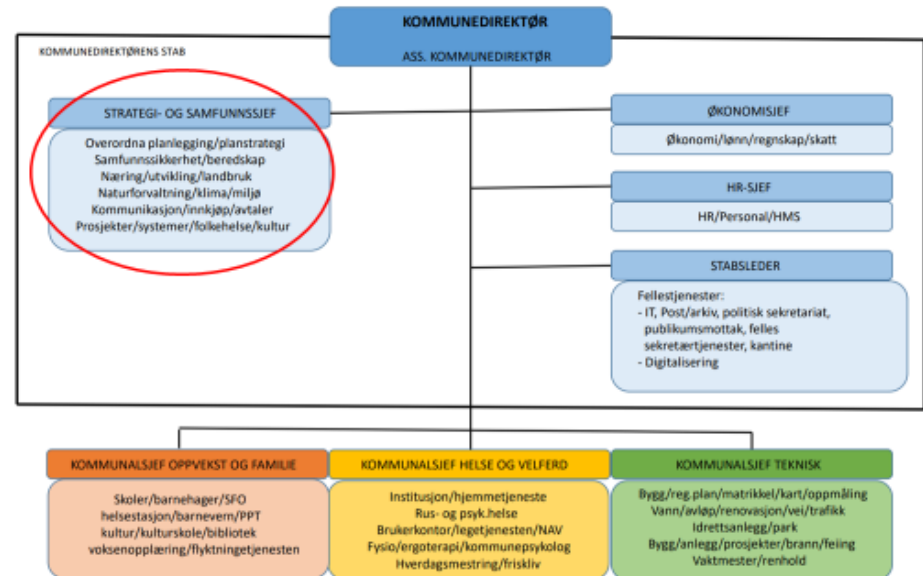 KOMMUNEDIREKTØR
ASS. KOMMUNEDIREKTØR
KOMMUNEDIREKTØRENS STAB
STRATEGI- OG SAMFUNNSSJEF
Overordna planlegging/planstrategi
Samfunnssikkerhet/beredskap
Næring/utvikling/landbruk
Naturforvaltning/klima/miljø
Kommunikasjon/innkjøp/avtaler
Prosjekter/systemer/folkehelse/kultur
ØKONOMISJEF
Økonomi/lønn/regnskap/skatt
HR-SJEF
HR/Personal/HMS
STABSLEDER
Fellestjenester:
- IT, Post/arkiv, politisk sekretariat,
publikumsmottak, felles
sekretærtjenester, kantine
- Digitalisering
KOMMUNALSJEF OPPVEKST OG FAMILIE
Skoler/barnehager/SFO
helsestasjon/barnevern/PPT
kultur/kulturskole/bibliotek
voksenopplæring/flyktningetjenesten
KOMMUNALSJEF HELSE OG VELFERD
Institusjon/hjemmetjeneste
Rus- og psyk.helse
Brukerkontor/legetjenesten/NAV
Fysio/ergoterapi/kommunepsykolog
Hverdagsmestring/friskliv
KOMMUNALSJEF TEKNISK
Bygg/reg.plan/matrikkel/kart/oppmåling
Vann/avløp/renovasjon/vei/trafikk
Idrettsanlegg/park
Bygg/anlegg/prosjekter/brann/feiing
Vaktmester/renhold